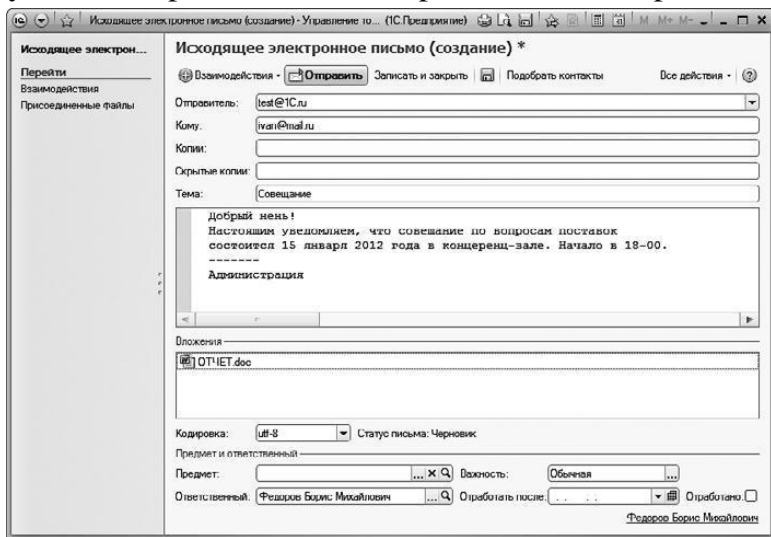 Исходящее электронное письмо (создание) - Управление то... (1С:Предприятие) M M+ M-
Исходящее электрон...
Перейти
Взаимодействия
Присоединенные файлы
Исходящее электронное письмо (создание) *
Взаимодействия Отправить Записать и закрыть Подобрать контакты Все действия
Отправитель: test@1C.ru
Кому: ivan@mail.ru
Копии:
Скрытые копии:
Тема: Совещание
Добрый нень!
Настоящим уведомляем, что совещание по вопросам поставок
состоится 15 января 2012 года в конценренц-зале. Начало в 18-00.
-------
Администрация
Вложения
ОТЧЕТ.doc
Кодировка: utf-8 Статус письма: Черновик
Предмет и ответственный
Предмет: ... Важность: Обычная ...
Ответственный: Федоров Борис Михайлович ... Отработать после: . . : : Отработано:
Федоров Борис Михайлович